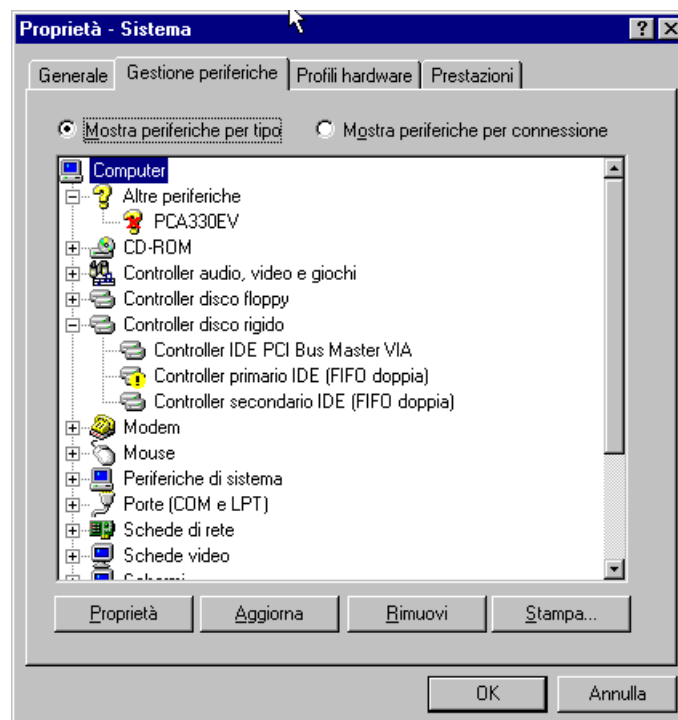 Proprietà - Sistema
Generale Gestione periferiche Profili hardware Prestazioni
Mostra periferiche per tipo Mostra periferiche per connessione
Computer
Altre periferiche
PCA330EV
CD-ROM
Controller audio, video e giochi
Controller disco floppy
Controller disco rigido
Controller IDE PCI Bus Master VIA
Controller primario IDE (FIFO doppia)
Controller secondario IDE (FIFO doppia)
Modem
Mouse
Periferiche di sistema
Porte (COM e LPT)
Schede di rete
Schede video
Proprietà Aggiorna Rimuovi Stampa...
OK Annulla